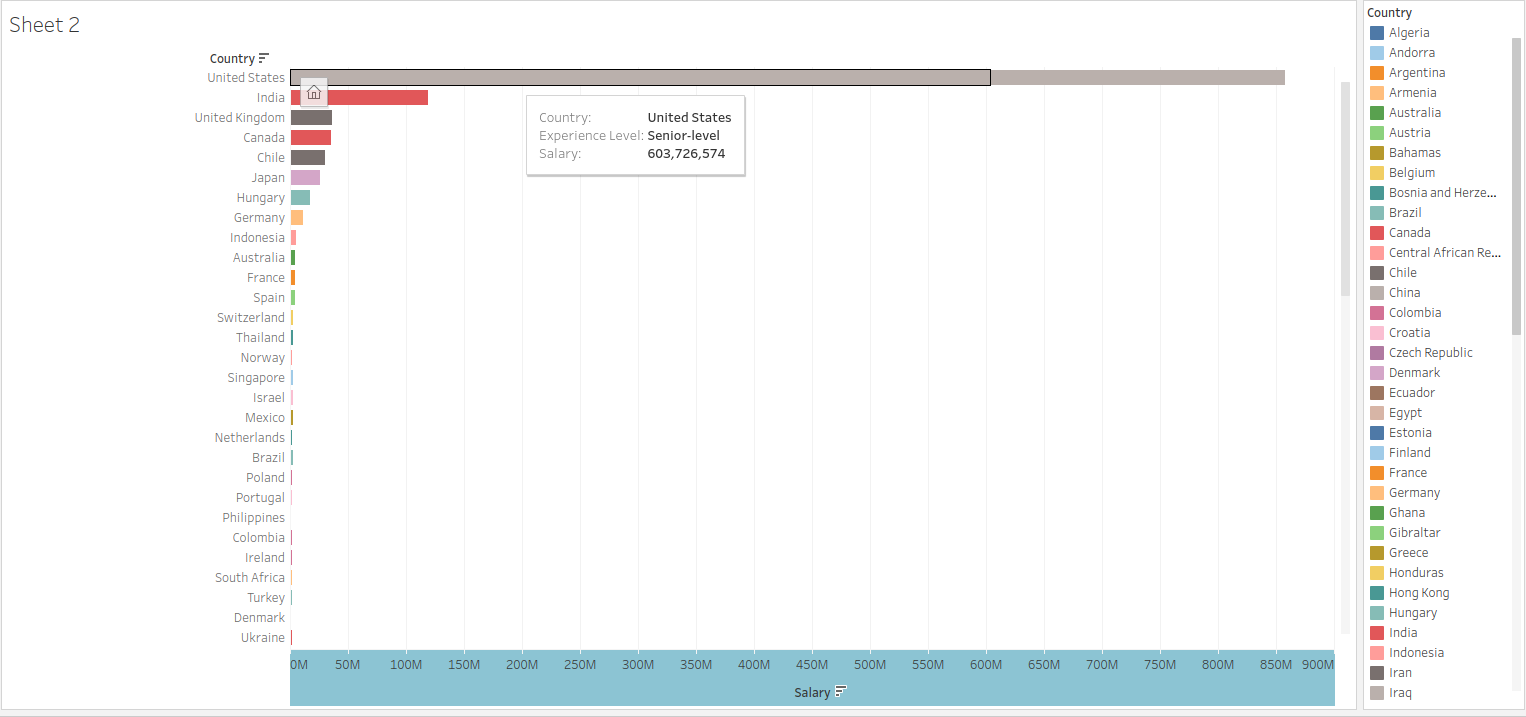 Sheet 2
Country
United States
India
United Kingdom
Canada
Chile
Japan
Hungary
Germany
Indonesia
Australia
France
Spain
Switzerland
Thailand
Norway
Singapore
Israel
Mexico
Netherlands
Brazil
Poland
Portugal
Philippines
Colombia
Ireland
South Africa
Turkey
Denmark
Ukraine
Country: United States
Experience Level: Senior-level
Salary: 603,726,574
0M 50M 100M 150M 200M 250M 300M 350M 400M 450M 500M 550M 600M 650M 700M 750M 800M 850M 900M
Salary
Country
Algeria
Andorra
Argentina
Armenia
Australia
Austria
Bahamas
Belgium
Bosnia and Herze...
Brazil
Canada
Central African Re...
Chile
China
Colombia
Croatia
Czech Republic
Denmark
Ecuador
Egypt
Estonia
Finland
France
Germany
Ghana
Gibraltar
Greece
Honduras
Hong Kong
Hungary
India
Indonesia
Iran
Iraq